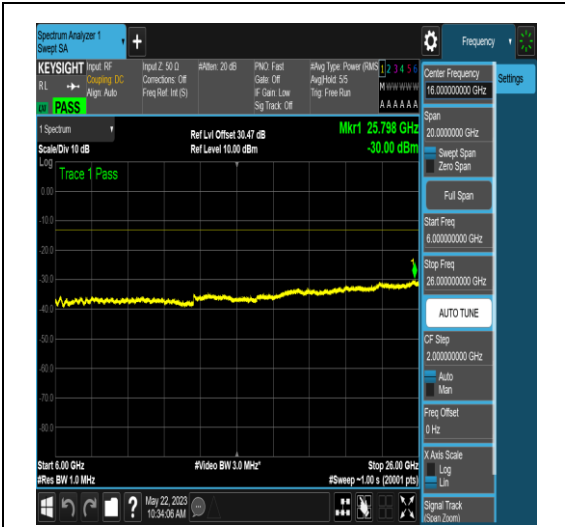 Spectrum Analyzer 1
Swept SA
+
Frequency
KEYSIGHT
RL
PASS
Input: RF
Coupling: DC
Align: Auto
Input Z: 50 Ω
Corrections: Off
Freq Ref: Int (S)
#Atten: 20 dB
PNO: Fast
Gate: Off
IF Gain: Low
Sig Track: Off
#Avg Type: Power (RMS
Avg|Hold: 5/5
Trig: Free Run
1 2 3 4 5 6
M W W W W W
A A A A A A
1 Spectrum
Scale/Div 10 dB
Ref Lvl Offset 30.47 dB
Ref Level 10.00 dBm
Mkr1 25.798 GHz
-30.00 dBm
Log
Trace 1 Pass
0.00
-10.0
-20.0
-30.0
-40.0
-50.0
-60.0
-70.0
-80.0
1
Start 6.00 GHz
#Res BW 1.0 MHz
#Video BW 3.0 MHz*
Stop 26.00 GHz
#Sweep ~1.00 s (20001 pts)
?
May 22, 2023
10:34:06 AM
Center Frequency
16.000000000 GHz
Settings
Span
20.0000000 GHz
Swept Span
Zero Span
Full Span
Start Freq
6.000000000 GHz
Stop Freq
26.000000000 GHz
AUTO TUNE
CF Step
2.000000000 GHz
Auto
Man
Freq Offset
0 Hz
X Axis Scale
Log
Lin
Signal Track
(Span Zoom)